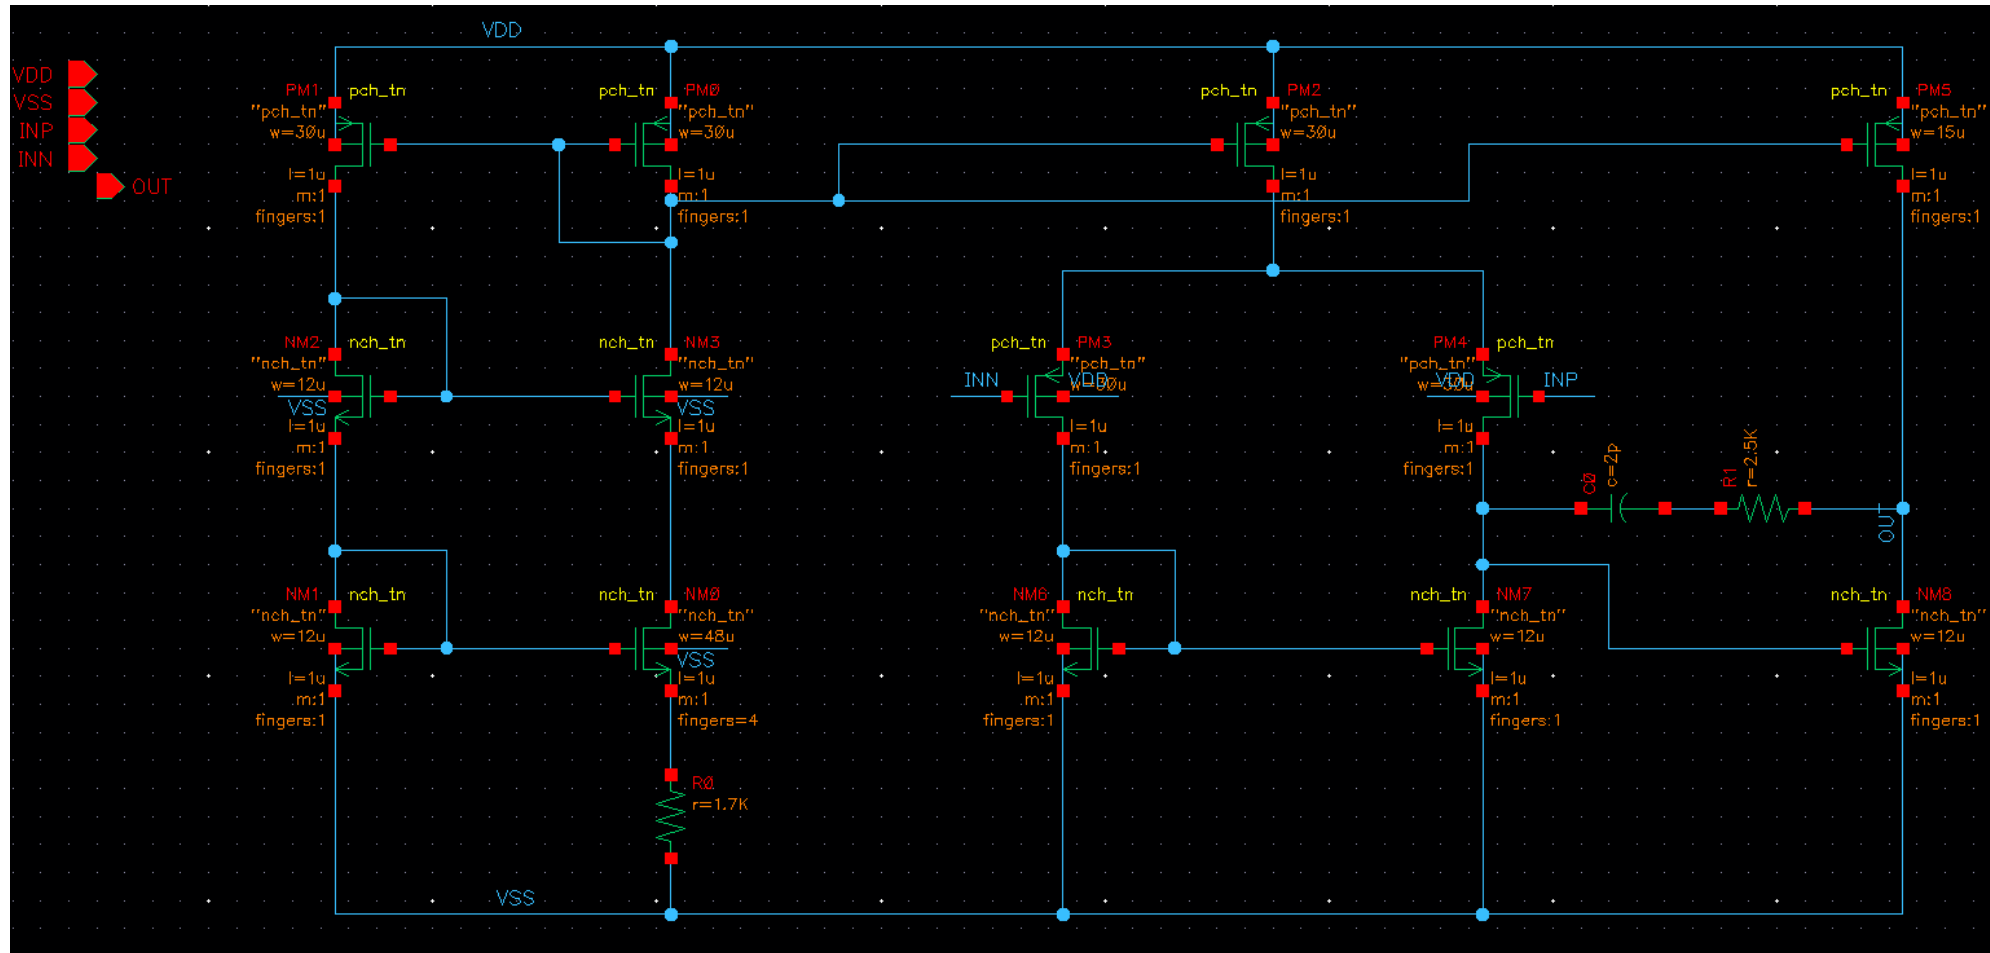 VDD
VDD
VSS
INP
INN
OUT
PM1
pch_tn
"pch_tn"
w=30u
l=1u
m:1
fingers:1
pch_tn
PM0
"pch_tn"
w=30u
l=1u
m:1
fingers:1
pch_tn
PM2
"pch_tn"
w=30u
l=1u
m:1
fingers:1
pch_tn
PM5
"pch_tn"
w=15u
l=1u
m:1
fingers:1
NM2
nch_tn
"nch_tn"
w=12u
VSS
l=1u
m:1
fingers:1
nch_tn
NM3
"nch_tn"
w=12u
VSS
l=1u
m:1
fingers:1
pch_tn
PM3
"pch_tn"
INN
VDD
w=30u
l=1u
m:1
fingers:1
PM4
pch_tn
"pch_tn"
VDD
w=30u
INP
l=1u
m:1
fingers:1
C0
c=2p
R1
r=2.5K
OUT
NM1
nch_tn
"nch_tn"
w=12u
l=1u
m:1
fingers:1
nch_tn
NM0
"nch_tn"
w=48u
VSS
l=1u
m:1
fingers=4
NM6
nch_tn
"nch_tn"
w=12u
l=1u
m:1
fingers:1
nch_tn
NM7
"nch_tn"
w=12u
l=1u
m:1
fingers:1
nch_tn
NM8
"nch_tn"
w=12u
l=1u
m:1
fingers:1
R0
r=1.7K
VSS